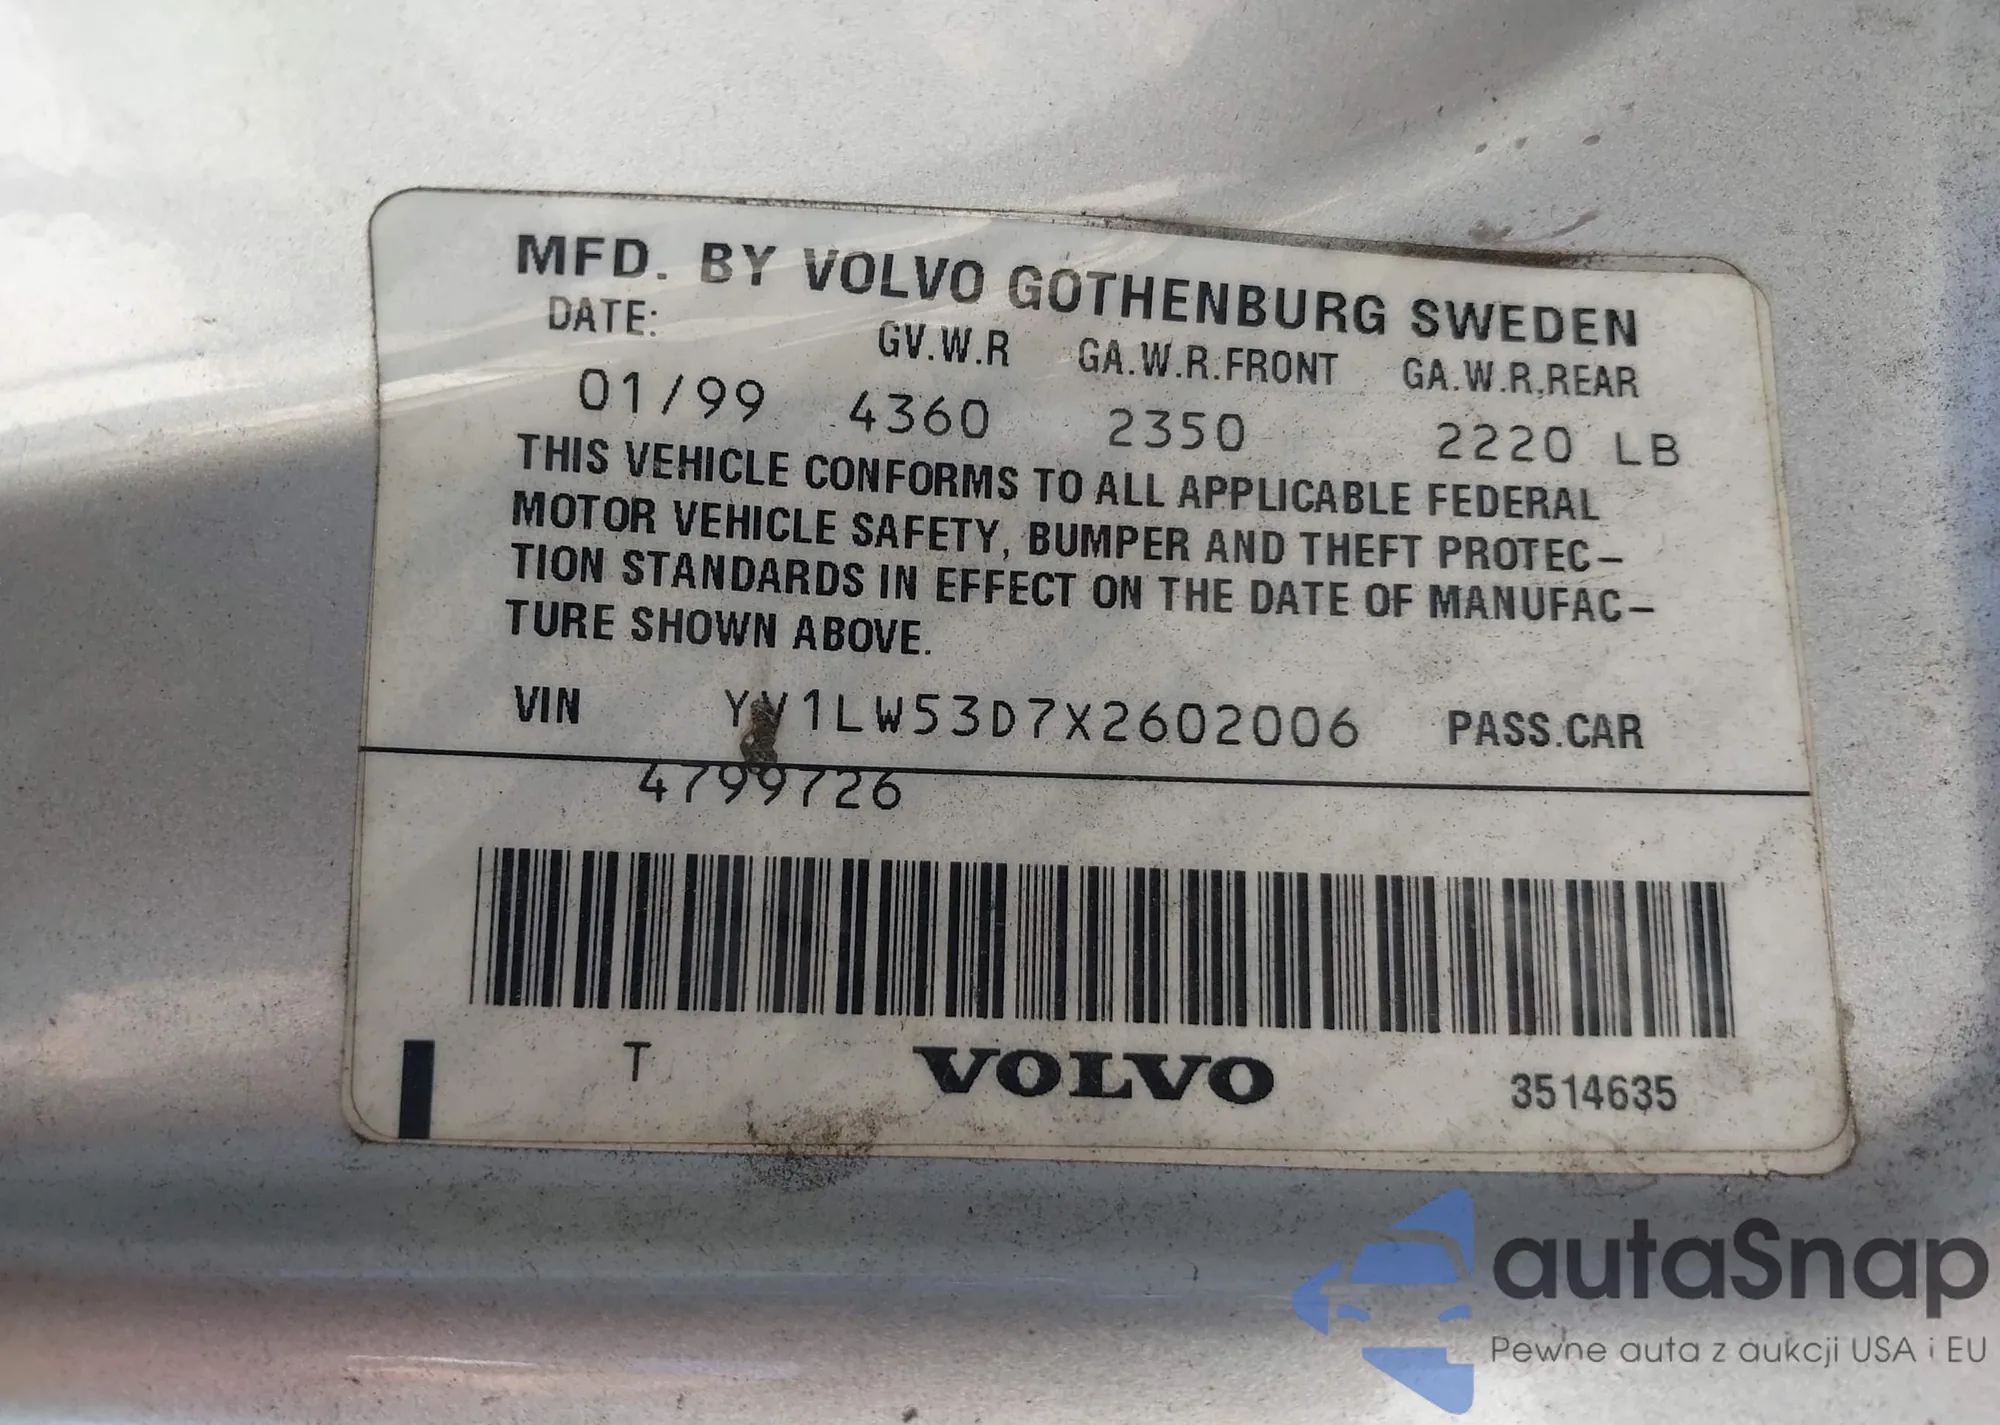 MFD. BY VOLVO GOTHENBURG SWEDEN
DATE: GV.W.R GA.W.R.FRONT GA.W.R,REAR
01/99 4360 2350 2220 LB
THIS VEHICLE CONFORMS TO ALL APPLICABLE FEDERAL
MOTOR VEHICLE SAFETY, BUMPER AND THEFT PROTEC-
TION STANDARDS IN EFFECT ON THE DATE OF MANUFAC-
TURE SHOWN ABOVE.
VIN YV1LW53D7X2602006 PASS.CAR
4799726
T VOLVO 3514635
autaSnap
Pewne auta z aukcji USA i EU